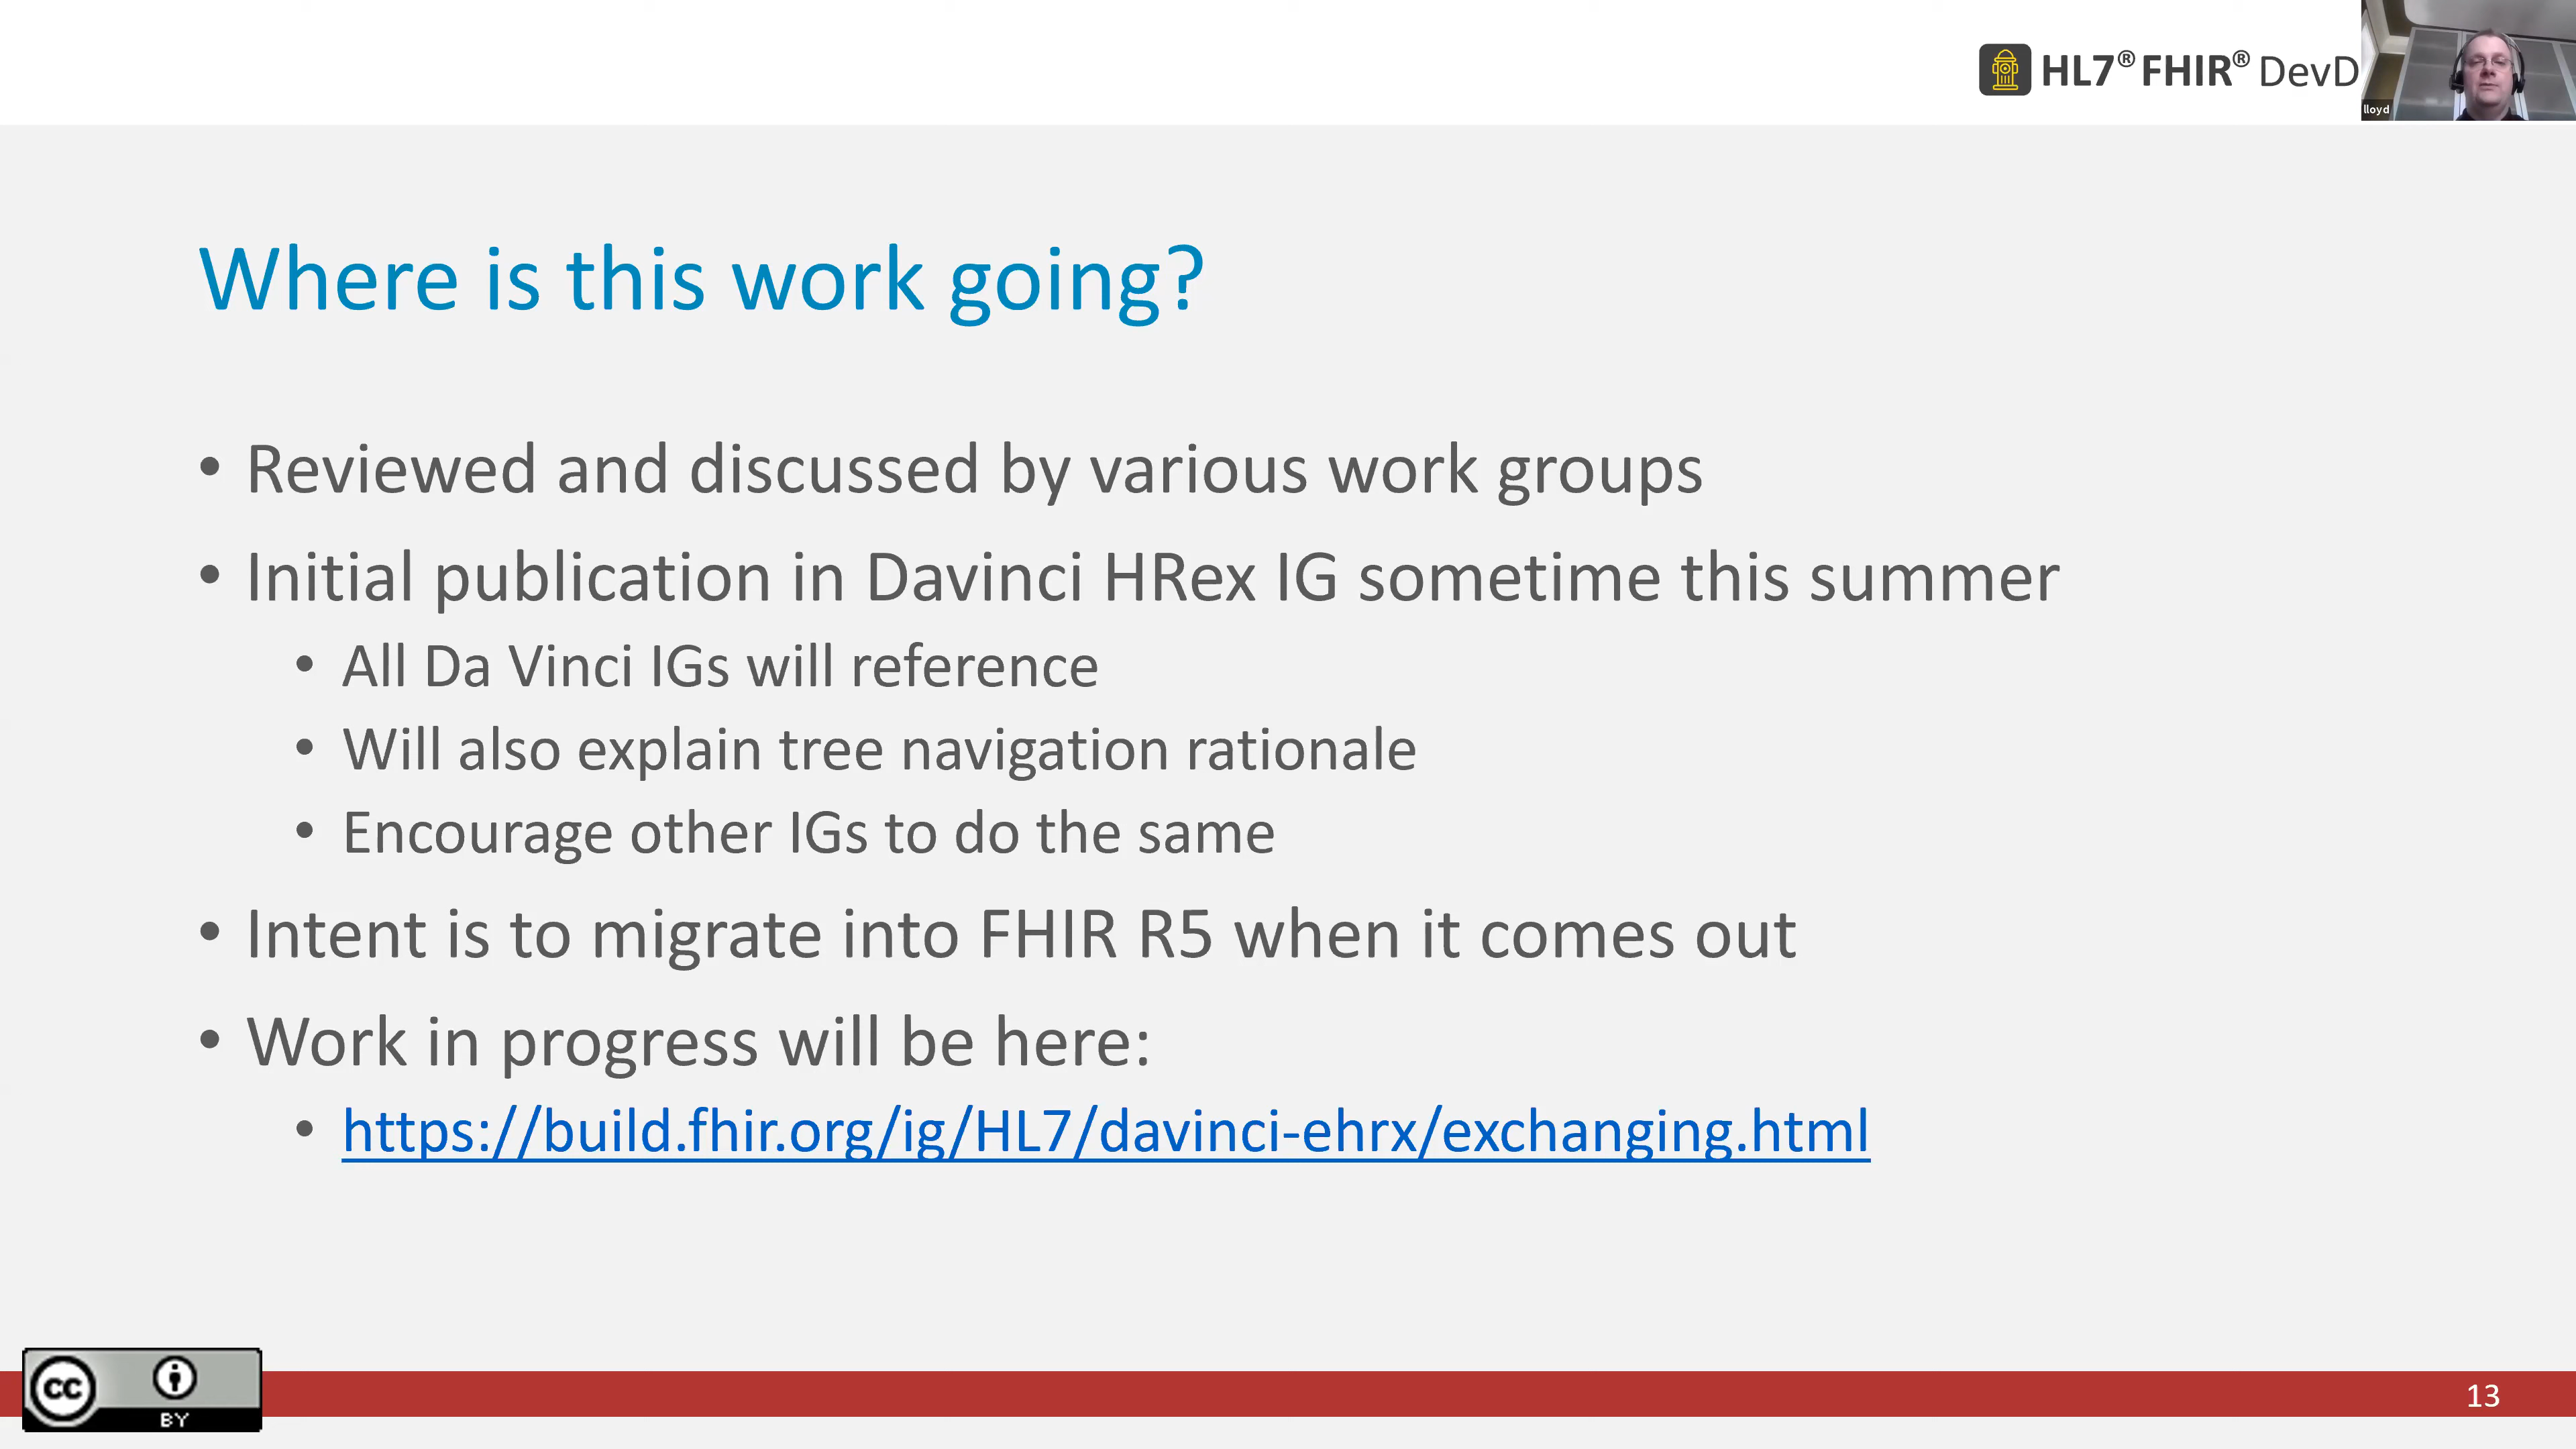 HL7® FHIR® DevD
lloyd
Where is this work going?
• Reviewed and discussed by various work groups
• Initial publication in Davinci HRex IG sometime this summer
• All Da Vinci IGs will reference
• Will also explain tree navigation rationale
• Encourage other IGs to do the same
• Intent is to migrate into FHIR R5 when it comes out
• Work in progress will be here:
• https://build.fhir.org/ig/HL7/davinci-ehrx/exchanging.html
cc
BY
13